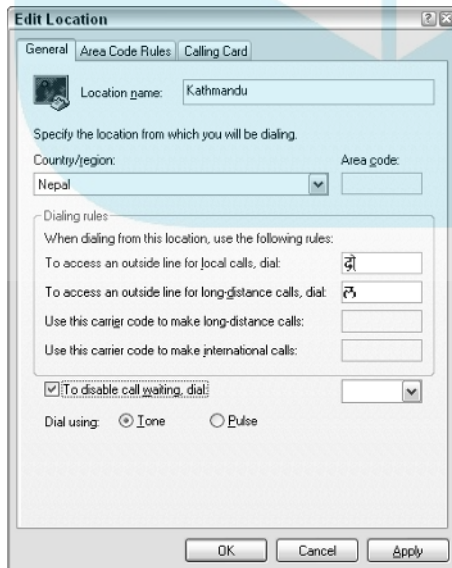 Edit Location
General Area Code Rules Calling Card
Location name: Kathmandu
Specify the location from which you will be dialing.
Country/region: Area code:
Nepal
Dialing rules
When dialing from this location, use the following rules:
To access an outside line for local calls, dial:
To access an outside line for long-distance calls, dial:
Use this carrier code to make long-distance calls:
Use this carrier code to make international calls:
To disable call waiting, dial:
Dial using: Tone Pulse
OK Cancel Apply